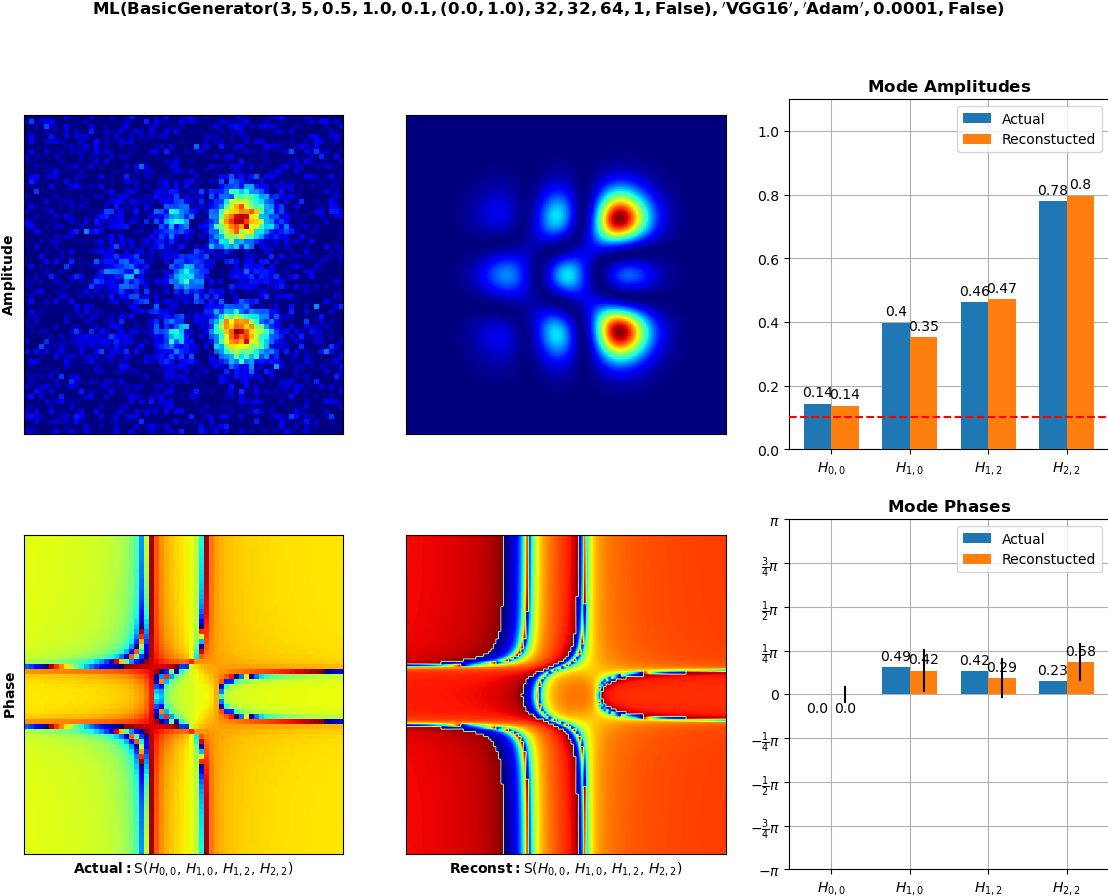 ML(BasicGenerator(3, 5, 0.5, 1.0, 0.1, (0.0, 1.0), 32, 32, 64, 1, False), 'VGG16', 'Adam', 0.0001, False)
Amplitude
Mode Amplitudes
Actual
Reconstucted
1.0
0.8
0.6
0.4
0.2
0.0
0.14
0.14
0.4
0.35
0.46
0.47
0.78
0.8
H0,0
H1,0
H1,2
H2,2
Phase
Actual: S(H0,0, H1,0, H1,2, H2,2)
Reconst: S(H0,0, H1,0, H1,2, H2,2)
Mode Phases
Actual
Reconstucted
π
3/4π
1/2π
1/4π
0
−1/4π
−1/2π
−3/4π
−π
0.0
0.0
0.49
0.42
0.42
0.29
0.23
0.58
H0,0
H1,0
H1,2
H2,2